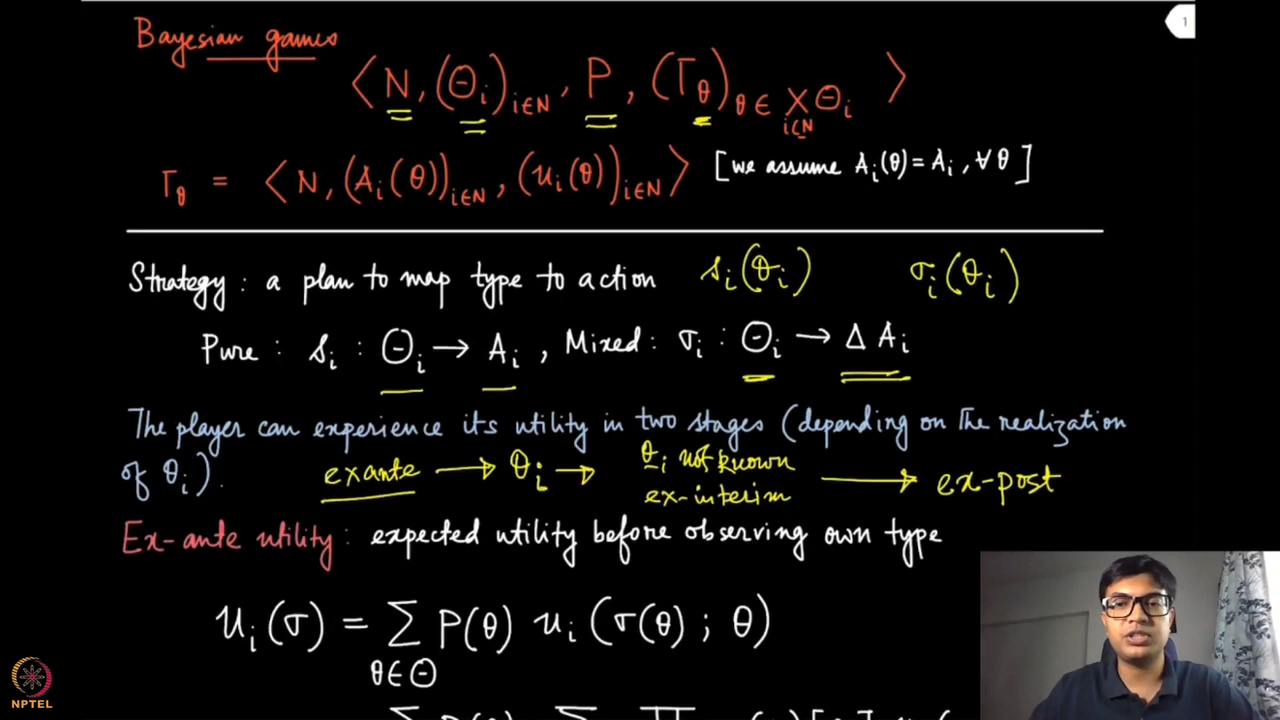 1
Bayesian games
⟨ N, (Θ_i)_{i∈N}, P, (Γ_θ)_{θ∈ ×_{i∈N} Θ_i} ⟩
Γ_θ = ⟨ N, (A_i(θ))_{i∈N}, (u_i(θ))_{i∈N} ⟩ [we assume A_i(θ) = A_i, ∀θ]
Strategy: a plan to map type to action s_i(θ_i) σ_i(θ_i)
Pure: s_i : Θ_i → A_i, Mixed: σ_i : Θ_i → Δ A_i
The player can experience its utility in two stages (depending on the realization
of θ_i). exante → θ_i → θ_{-i} not known ex-interim → ex-post
Ex-ante utility: expected utility before observing own type
u_i(σ) = Σ_{θ∈Θ} P(θ) u_i(σ(θ); θ)
NPTEL